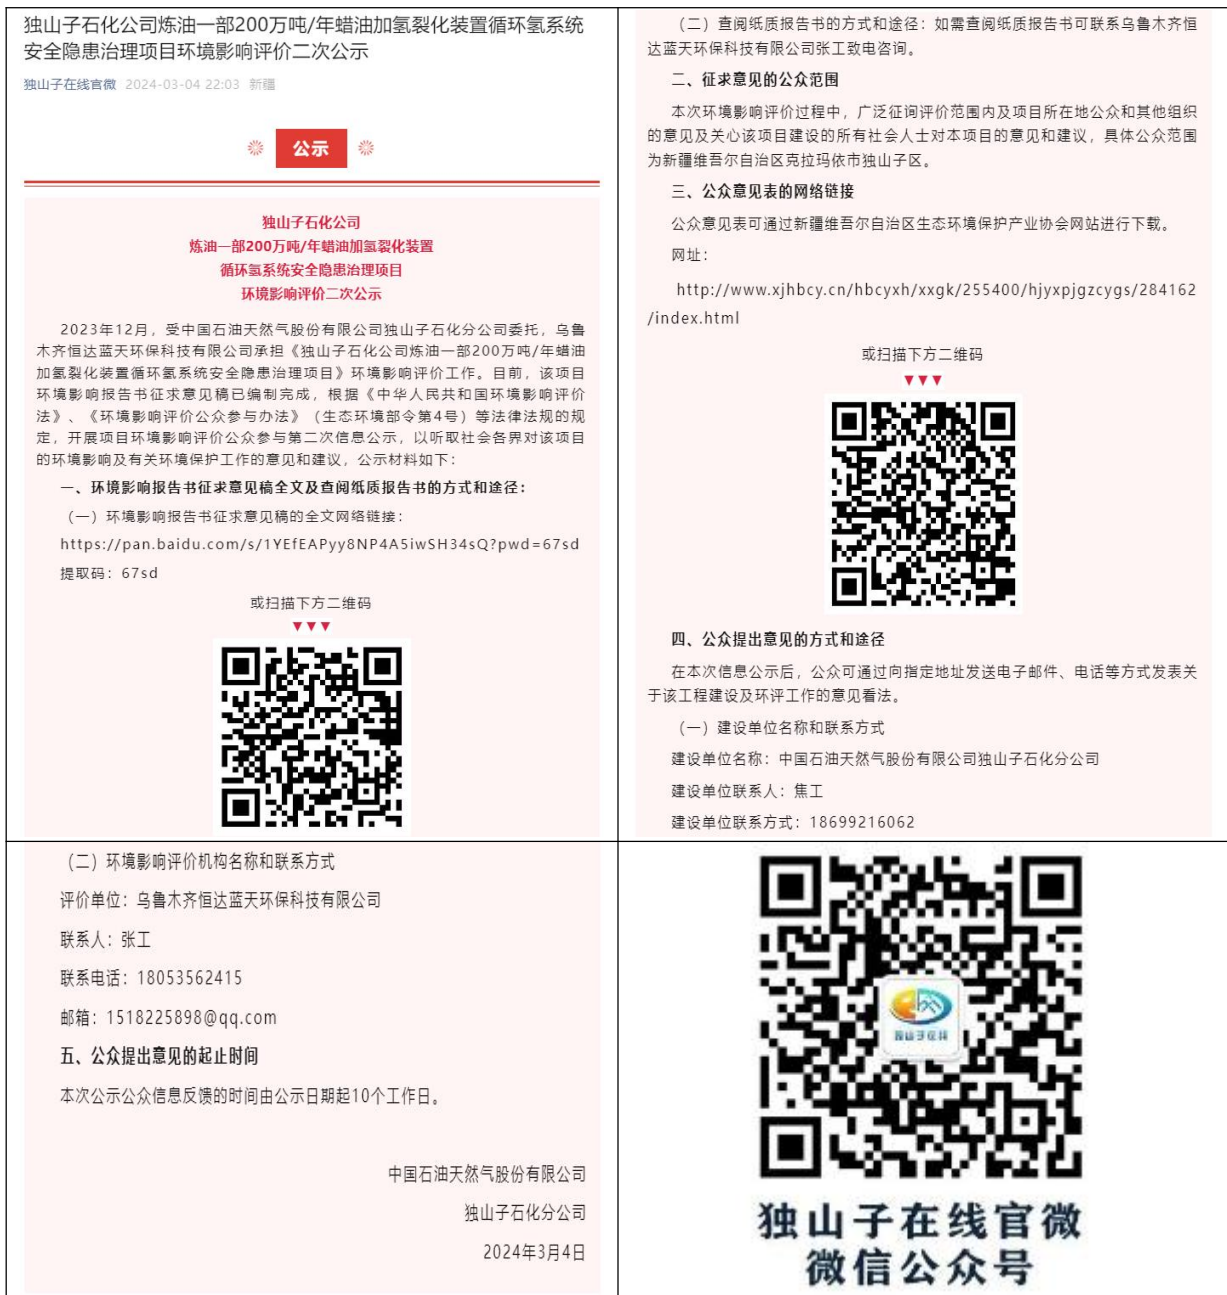 独山子石化公司炼油一部200万吨/年蜡油加氢裂化装置循环氢系统
安全隐患治理项目环境影响评价二次公示
独山子在线官微 2024-03-04 22:03 新疆
公示
独山子石化公司
炼油一部200万吨/年蜡油加氢裂化装置
循环氢系统安全隐患治理项目
环境影响评价二次公示
2023年12月，受中国石油天然气股份有限公司独山子石化分公司委托，乌鲁
木齐恒达蓝天环保科技有限公司承担《独山子石化公司炼油一部200万吨/年蜡油
加氢裂化装置循环氢系统安全隐患治理项目》环境影响评价工作。目前，该项目
环境影响报告书征求意见稿已编制完成，根据《中华人民共和国环境影响评价
法》、《环境影响评价公众参与办法》（生态环境部令第4号）等法律法规的规
定，开展项目环境影响评价公众参与第二次信息公示，以听取社会各界对该项目
的环境影响及有关环境保护工作的意见和建议，公示材料如下：
一、环境影响报告书征求意见稿全文及查阅纸质报告书的方式和途径：
（一）环境影响报告书征求意见稿的全文网络链接：
https://pan.baidu.com/s/1YEfEAPyy8NP4A5iwSH34sQ?pwd=67sd
提取码：67sd
或扫描下方二维码
（二）查阅纸质报告书的方式和途径：如需查阅纸质报告书可联系乌鲁木齐恒
达蓝天环保科技有限公司张工致电咨询。
二、征求意见的公众范围
本次环境影响评价过程中，广泛征询评价范围内及项目所在地公众和其他组织
的意见及关心该项目建设的所有社会人士对本项目的意见和建议，具体公众范围
为新疆维吾尔自治区克拉玛依市独山子区。
三、公众意见表的网络链接
公众意见表可通过新疆维吾尔自治区生态环境保护产业协会网站进行下载。
网址：
http://www.xjhbcy.cn/hbcyxh/xxgk/255400/hjyxpjgzcygs/284162
/index.html
或扫描下方二维码
四、公众提出意见的方式和途径
在本次信息公示后，公众可通过向指定地址发送电子邮件、电话等方式发表关
于该工程建设及环评工作的意见看法。
（一）建设单位名称和联系方式
建设单位名称：中国石油天然气股份有限公司独山子石化分公司
建设单位联系人：焦工
建设单位联系方式：18699216062
（二）环境影响评价机构名称和联系方式
评价单位：乌鲁木齐恒达蓝天环保科技有限公司
联系人：张工
联系电话：18053562415
邮箱：1518225898@qq.com
五、公众提出意见的起止时间
本次公示公众信息反馈的时间由公示日期起10个工作日。
中国石油天然气股份有限公司
独山子石化分公司
2024年3月4日
独山子在线
独山子在线官微
微信公众号